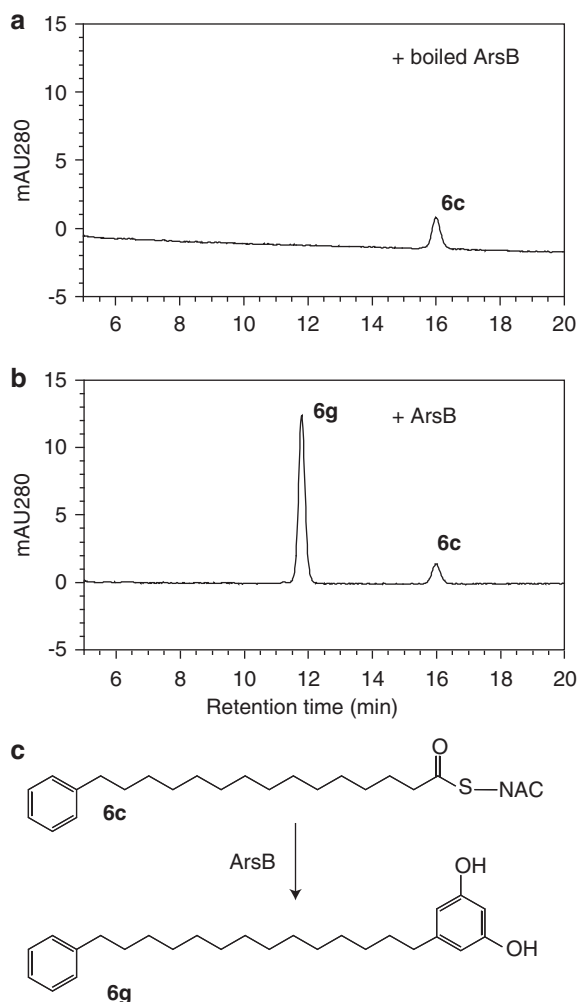 a
15
10
5
0
-5
mAU280
+ boiled ArsB
6c
6 8 10 12 14 16 18 20
b
15
10
5
0
-5
mAU280
6g
+ ArsB
6c
6 8 10 12 14 16 18 20
Retention time (min)
c
O
S
NAC
6c
ArsB
OH
OH
6g